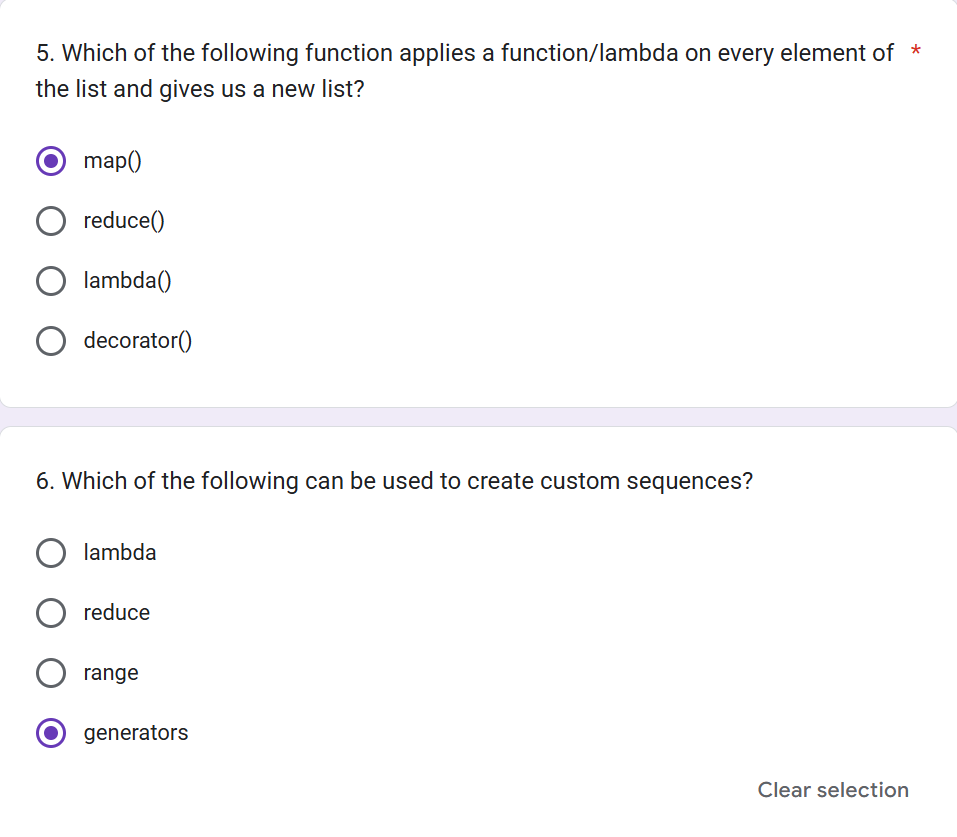 5. Which of the following function applies a function/lambda on every element of *
the list and gives us a new list?
map()
reduce()
lambda()
decorator()
6. Which of the following can be used to create custom sequences?
lambda
reduce
range
generators
Clear selection